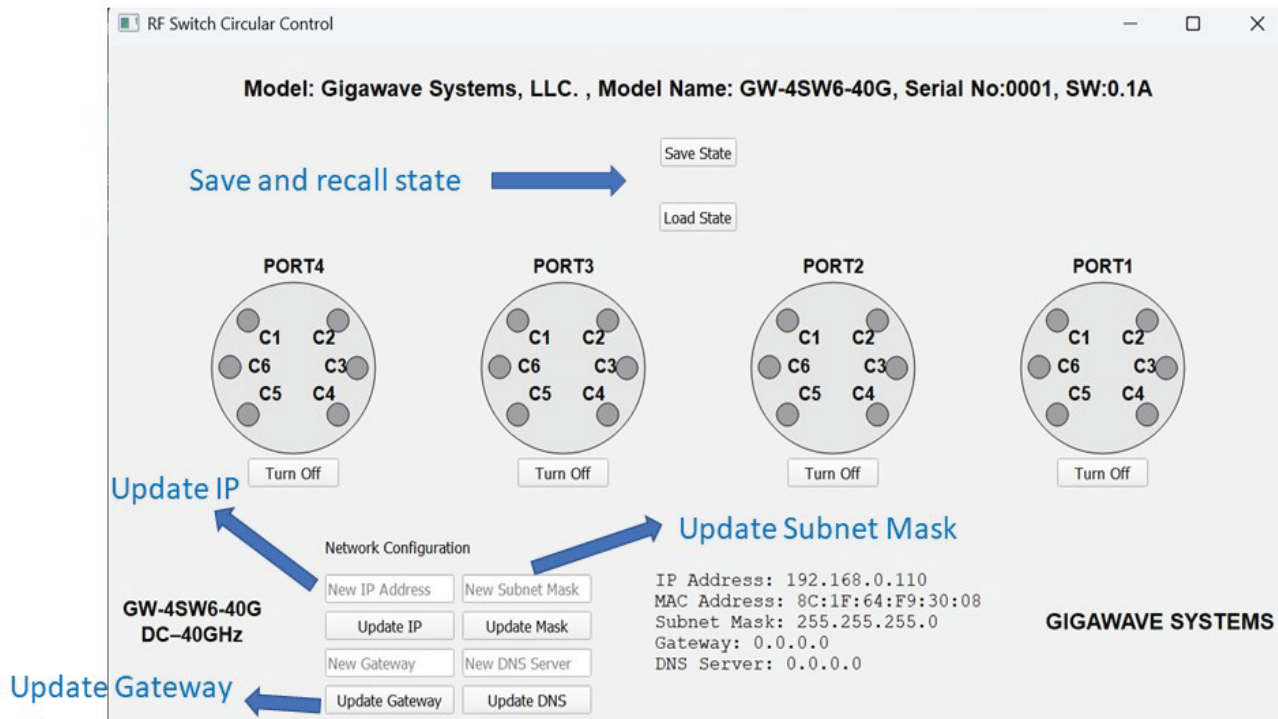 RF Switch Circular Control
Model: Gigawave Systems, LLC. , Model Name: GW-4SW6-40G, Serial No:0001, SW:0.1A
Save State
Save and recall state
Load State
PORT4 PORT3 PORT2 PORT1
C1 C2 C1 C2 C1 C2 C1 C2
C6 C3 C6 C3 C6 C3 C6 C3
C5 C4 C5 C4 C5 C4 C5 C4
Turn Off Turn Off Turn Off Turn Off
Update IP
Update Subnet Mask
Network Configuration
New IP Address New Subnet Mask
Update IP Update Mask
New Gateway New DNS Server
Update Gateway Update DNS
GW-4SW6-40G
DC–40GHz
Update Gateway
IP Address: 192.168.0.110
MAC Address: 8C:1F:64:F9:30:08
Subnet Mask: 255.255.255.0
Gateway: 0.0.0.0
DNS Server: 0.0.0.0
GIGAWAVE SYSTEMS